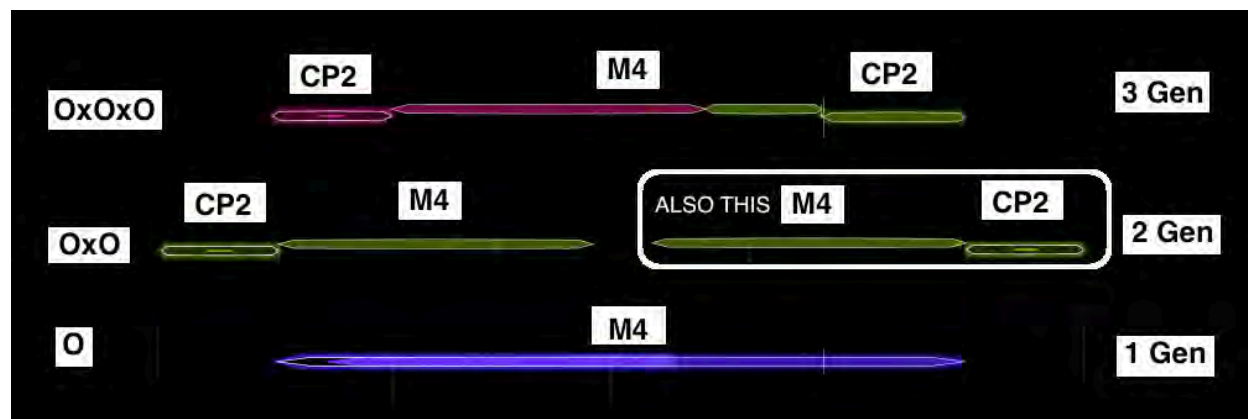 CP2 M4 CP2
OxOxO 3 Gen
CP2 M4 ALSO THIS M4 CP2
OxO 2 Gen
M4
O 1 Gen